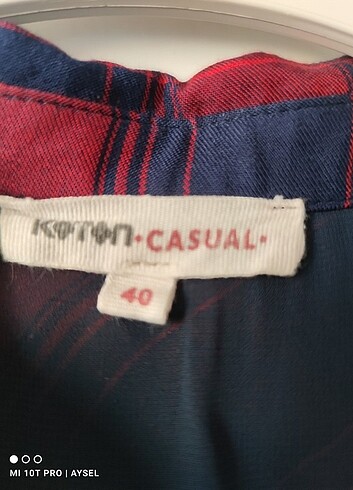 KOTON·CASUAL·
40
MI 10T PRO | AYSEL